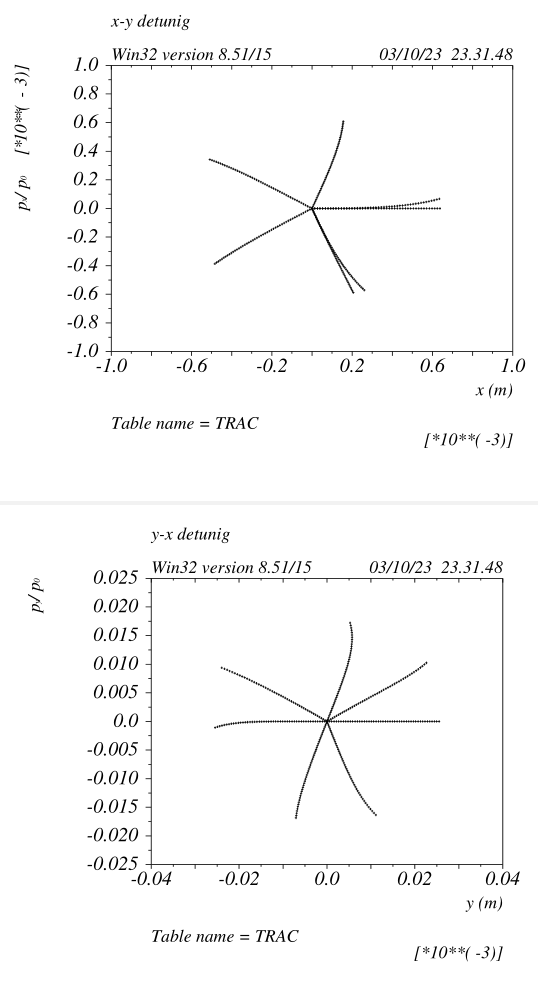 x-y detunig
Win32 version 8.51/15 03/10/23 23.31.48
pₓ/ p₀ [*10**( - 3)]
1.0
0.8
0.6
0.4
0.2
0.0
-0.2
-0.4
-0.6
-0.8
-1.0
-1.0 -0.6 -0.2 0.2 0.6 1.0
x (m)
Table name = TRAC
[*10**( -3)]
y-x detunig
Win32 version 8.51/15 03/10/23 23.31.48
0.025
0.020
0.015
0.010
0.005
0.0
-0.005
-0.010
-0.015
-0.020
-0.025
-0.04 -0.02 0.0 0.02 0.04
y (m)
Table name = TRAC
[*10**( -3)]